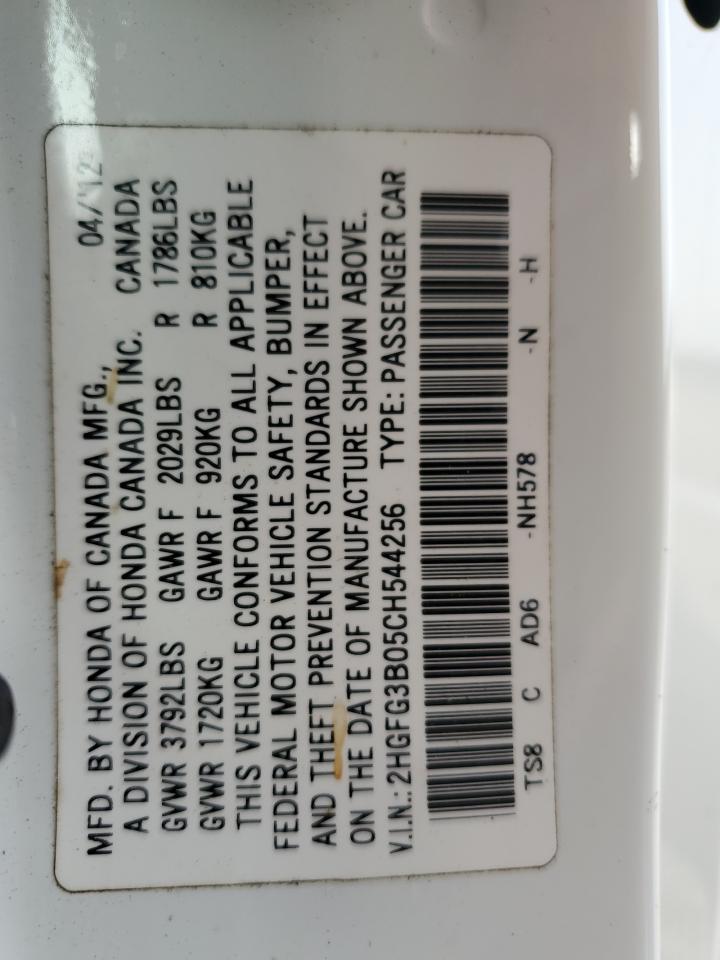 MFD. BY HONDA OF CANADA MFG., 04/'12
A DIVISION OF HONDA CANADA INC. CANADA
GVWR 3792LBS GAWR F 2029LBS R 1786LBS
GVWR 1720KG GAWR F 920KG R 810KG
THIS VEHICLE CONFORMS TO ALL APPLICABLE
FEDERAL MOTOR VEHICLE SAFETY, BUMPER,
AND THEFT PREVENTION STANDARDS IN EFFECT
ON THE DATE OF MANUFACTURE SHOWN ABOVE.
V.I.N.: 2HGFG3B05CH544256 TYPE: PASSENGER CAR
TS8 C AD6 -NH578 -N -H